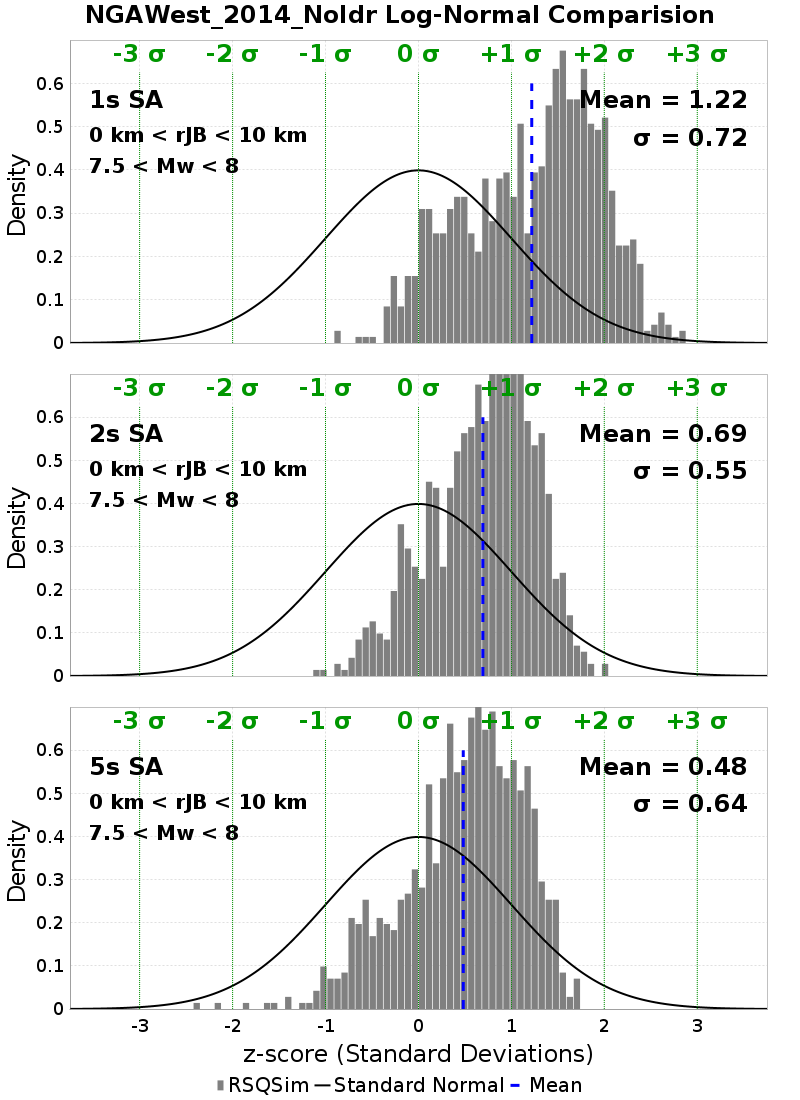 NGAWest_2014_NoIdr Log-Normal Comparision
-3 σ -2 σ -1 σ 0 σ +1 σ +2 σ +3 σ
1s SA
Mean = 1.22
0 km < rJB < 10 km
σ = 0.72
7.5 < Mw < 8
0.6
0.5
0.4
0.3
0.2
0.1
0
Density
-3 σ -2 σ -1 σ 0 σ +1 σ +2 σ +3 σ
2s SA
Mean = 0.69
0 km < rJB < 10 km
σ = 0.55
7.5 < Mw < 8
0.6
0.5
0.4
0.3
0.2
0.1
0
Density
-3 σ -2 σ -1 σ 0 σ +1 σ +2 σ +3 σ
5s SA
Mean = 0.48
0 km < rJB < 10 km
σ = 0.64
7.5 < Mw < 8
0.6
0.5
0.4
0.3
0.2
0.1
0
Density
-3 -2 -1 0 1 2 3
z-score (Standard Deviations)
RSQSim Standard Normal Mean